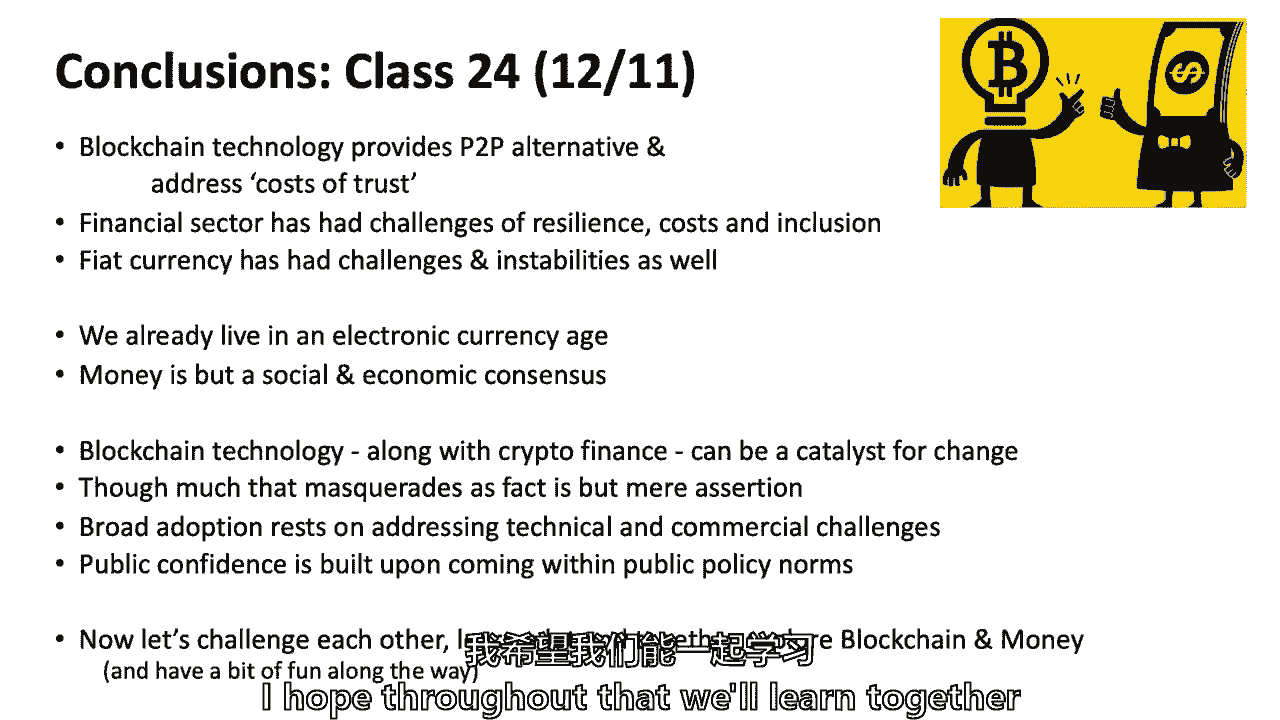 Conclusions: Class 24 (12/11)
• Blockchain technology provides P2P alternative &
address ‘costs of trust’
• Financial sector has had challenges of resilience, costs and inclusion
• Fiat currency has had challenges & instabilities as well
• We already live in an electronic currency age
• Money is but a social & economic consensus
• Blockchain technology - along with crypto finance - can be a catalyst for change
• Though much that masquerades as fact is but mere assertion
• Broad adoption rests on addressing technical and commercial challenges
• Public confidence is built upon coming within public policy norms
• Now let’s challenge each other, Blockchain & Money
我希望我们能一起学习
(and have a bit of fun along the way)
I hope throughout that we'll learn together